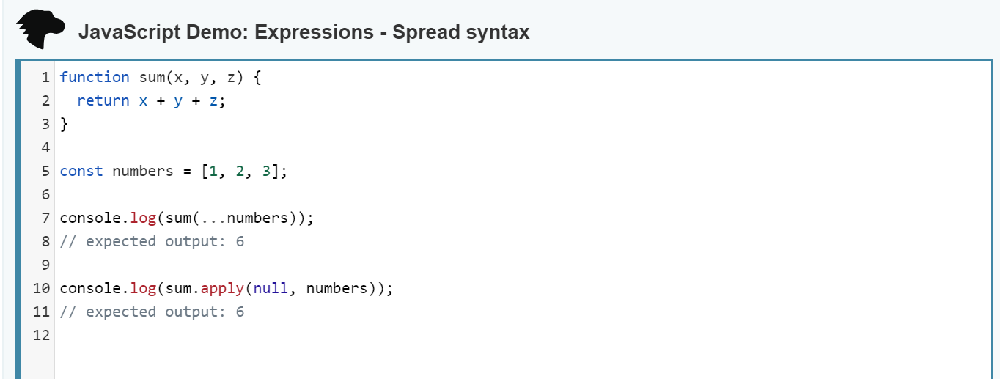 JavaScript Demo: Expressions - Spread syntax
1 function sum(x, y, z) {
2   return x + y + z;
3 }
4
5 const numbers = [1, 2, 3];
6
7 console.log(sum(...numbers));
8 // expected output: 6
9
10 console.log(sum.apply(null, numbers));
11 // expected output: 6
12